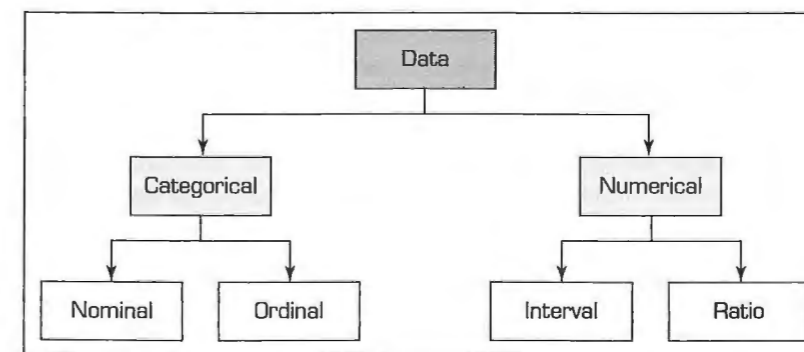 Data
Categorical
Numerical
Nominal
Ordinal
Interval
Ratio